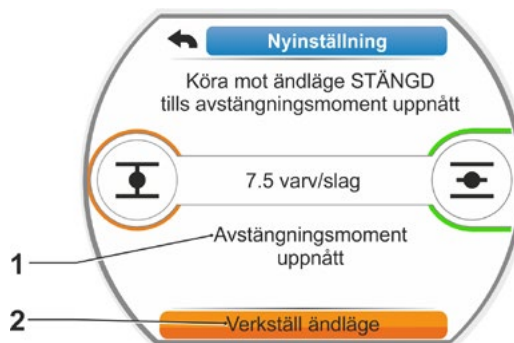 Nyinställning
Köra mot ändläge STÄNGD
tills avstängningsmoment uppnått
7.5 varv/slag
1
Avstängningsmoment
uppnått
2
Verkställ ändläge